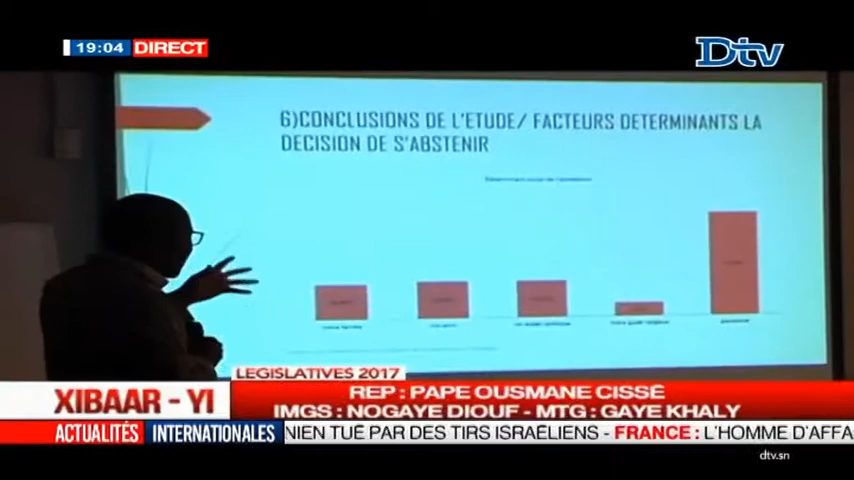 19:04 DIRECT
Dtv
6)CONCLUSIONS DE L'ETUDE/ FACTEURS DETERMINANTS LA
DECISION DE S'ABSTENIR
LEGISLATIVES 2017
XIBAAR - YI
REP : PAPE OUSMANE CISSÉ
IMGS : NOGAYE DIOUF - MTG : GAYE KHALY
ACTUALITÉS INTERNATIONALES NIEN TUÉ PAR DES TIRS ISRAÉLIENS - FRANCE : L'HOMME D'AFFA
dtv.sn